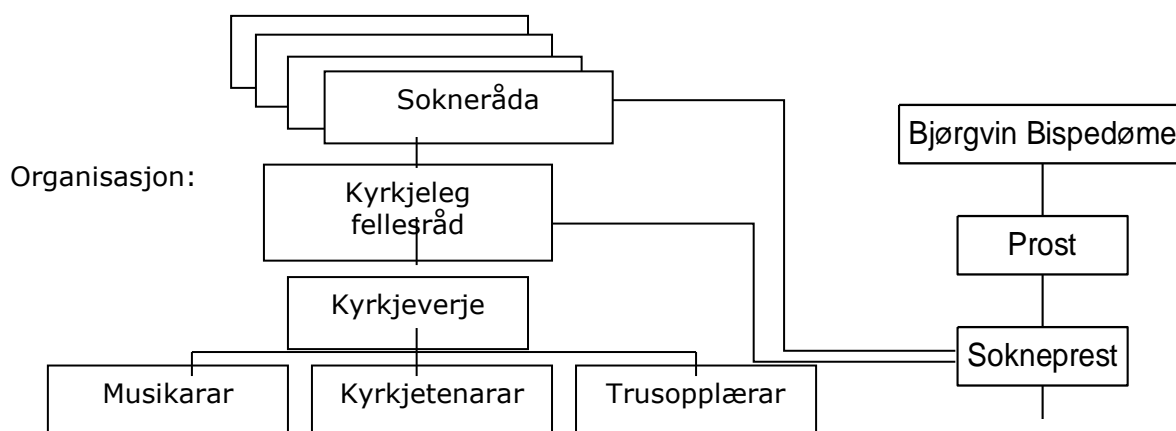 Sokneråda
Bjørgvin Bispedøme
Organisasjon:
Kyrkjeleg
fellesråd
Prost
Kyrkjeverje
Sokneprest
Musikarar
Kyrkjetenarar
Trusopplærar